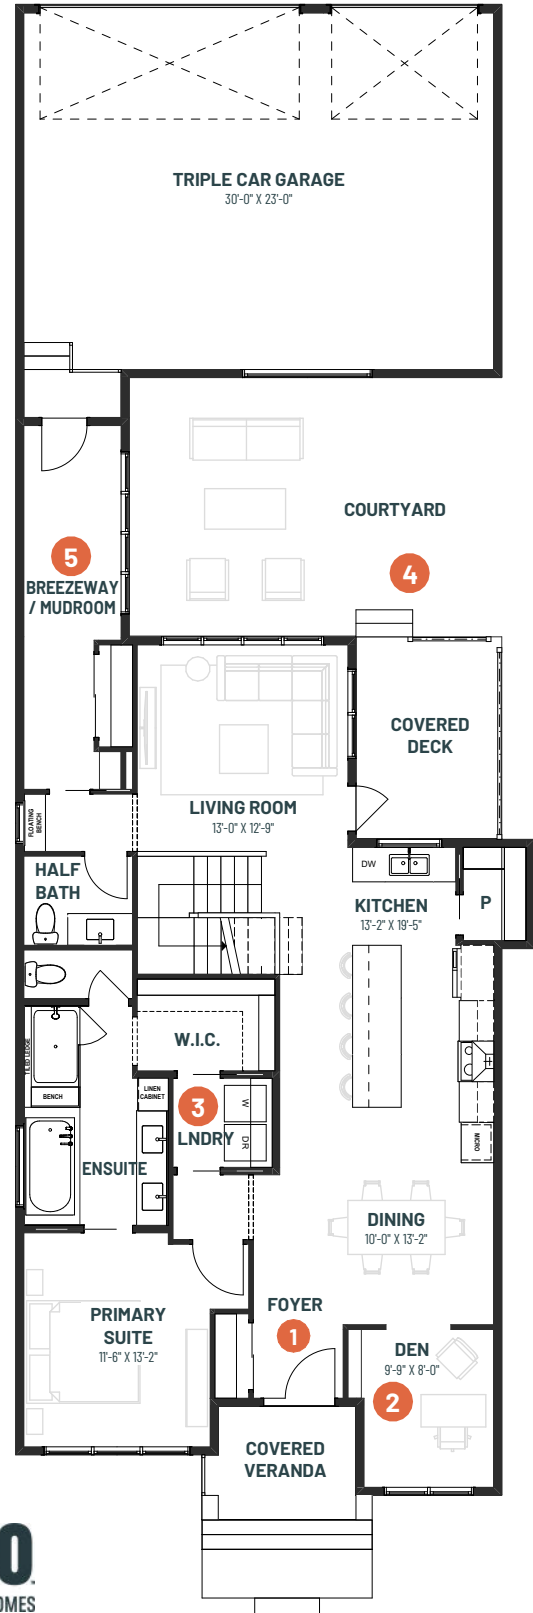 TRIPLE CAR GARAGE
30'-0" X 23'-0"
COURTYARD
5
4
BREEZEWAY
/ MUDROOM
COVERED
DECK
LIVING ROOM
13'-0" X 12'-9"
FLOATING
BENCH
HALF
BATH
DW
KITCHEN
13'-2" X 19'-5"
P
W.I.C.
TILED LEDGE
BENCH
LINEN
CABINET
3
LNDRY
W
DR
MICRO
ENSUITE
DINING
10'-0" X 13'-2"
PRIMARY
SUITE
11'-6" X 13'-2"
FOYER
1
DEN
9'-9" X 8'-0"
2
COVERED
VERANDA
O
OMES